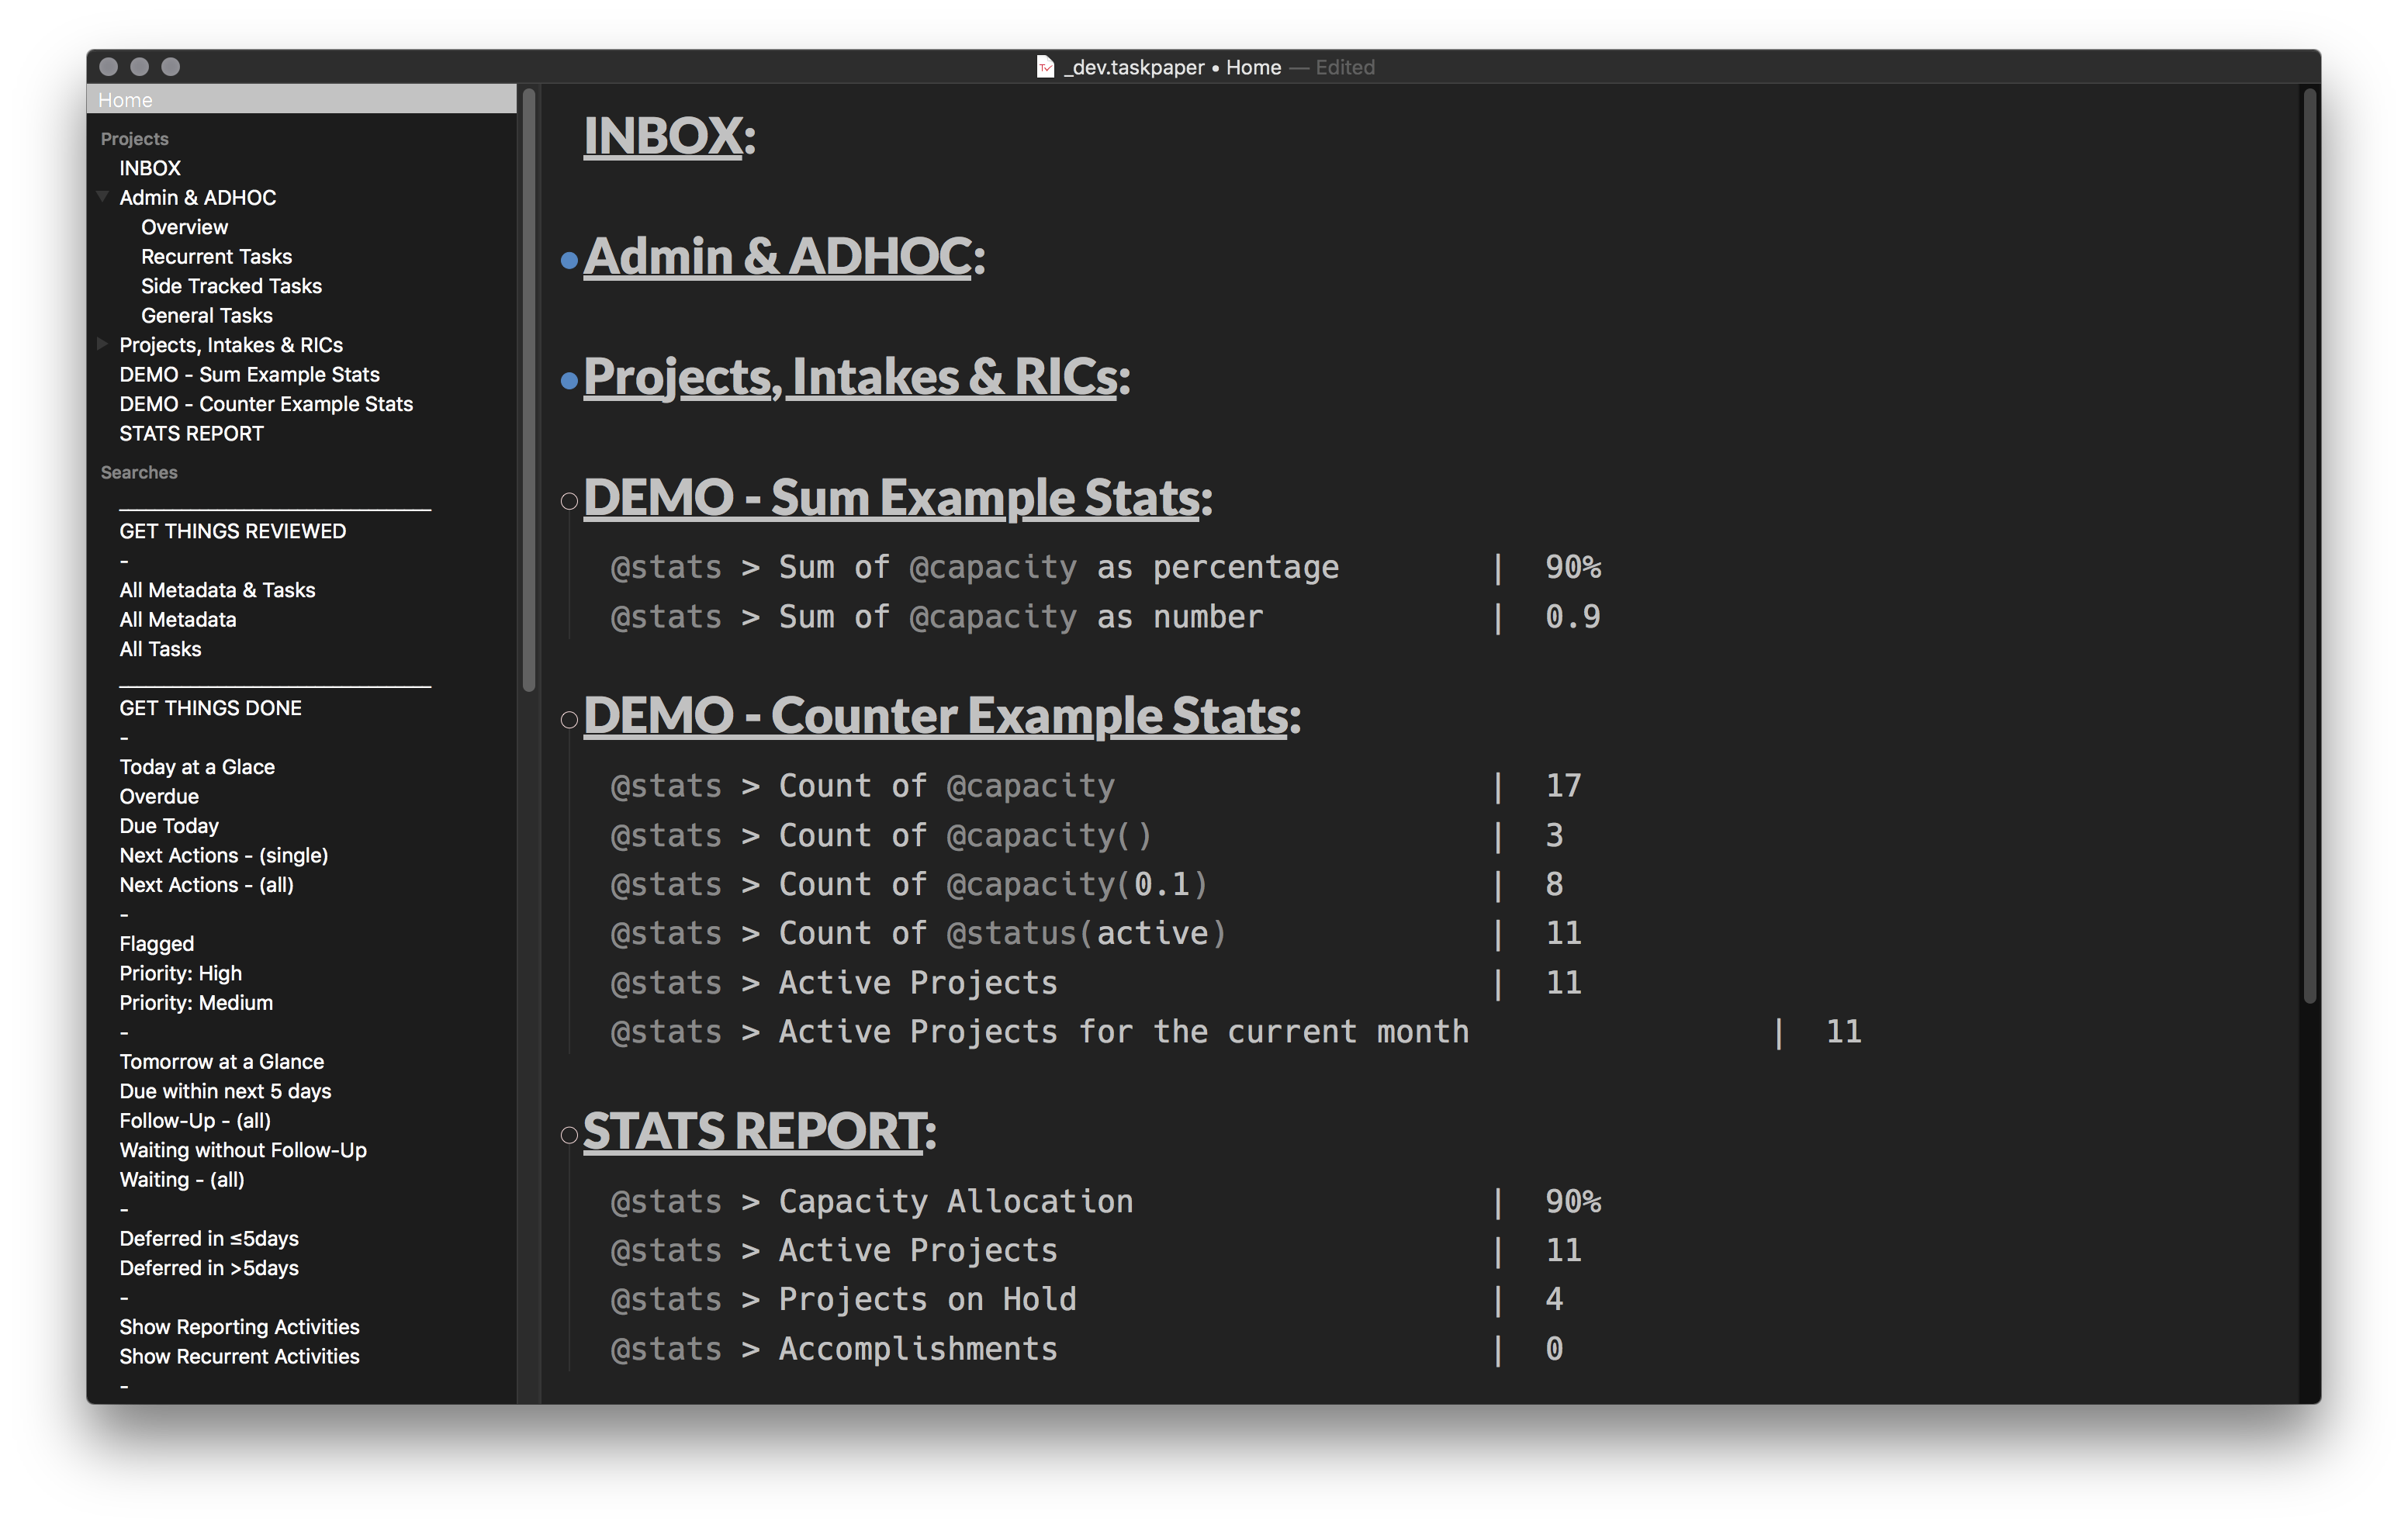 _dev.taskpaper • Home — Edited
Home
Projects
INBOX
Admin & ADHOC
Overview
Recurrent Tasks
Side Tracked Tasks
General Tasks
Projects, Intakes & RICs
DEMO - Sum Example Stats
DEMO - Counter Example Stats
STATS REPORT
Searches
GET THINGS REVIEWED
-
All Metadata & Tasks
All Metadata
All Tasks
GET THINGS DONE
-
Today at a Glace
Overdue
Due Today
Next Actions - (single)
Next Actions - (all)
-
Flagged
Priority: High
Priority: Medium
-
Tomorrow at a Glance
Due within next 5 days
Follow-Up - (all)
Waiting without Follow-Up
Waiting - (all)
-
Deferred in ≤5days
Deferred in >5days
-
Show Reporting Activities
Show Recurrent Activities
-
INBOX:
Admin & ADHOC:
Projects, Intakes & RICs:
DEMO - Sum Example Stats:
@stats > Sum of @capacity as percentage | 90%
@stats > Sum of @capacity as number | 0.9
DEMO - Counter Example Stats:
@stats > Count of @capacity | 17
@stats > Count of @capacity() | 3
@stats > Count of @capacity(0.1) | 8
@stats > Count of @status(active) | 11
@stats > Active Projects | 11
@stats > Active Projects for the current month | 11
STATS REPORT:
@stats > Capacity Allocation | 90%
@stats > Active Projects | 11
@stats > Projects on Hold | 4
@stats > Accomplishments | 0